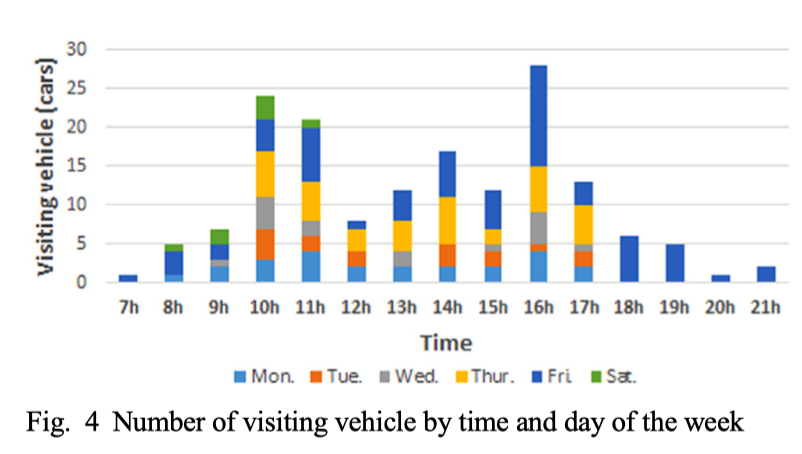 30
25
20
15
10
5
0
Visiting vehicle (cars)
7h 8h 9h 10h 11h 12h 13h 14h 15h 16h 17h 18h 19h 20h 21h
Time
Mon. Tue. Wed. Thur. Fri. Sat.
Fig. 4 Number of visiting vehicle by time and day of the week